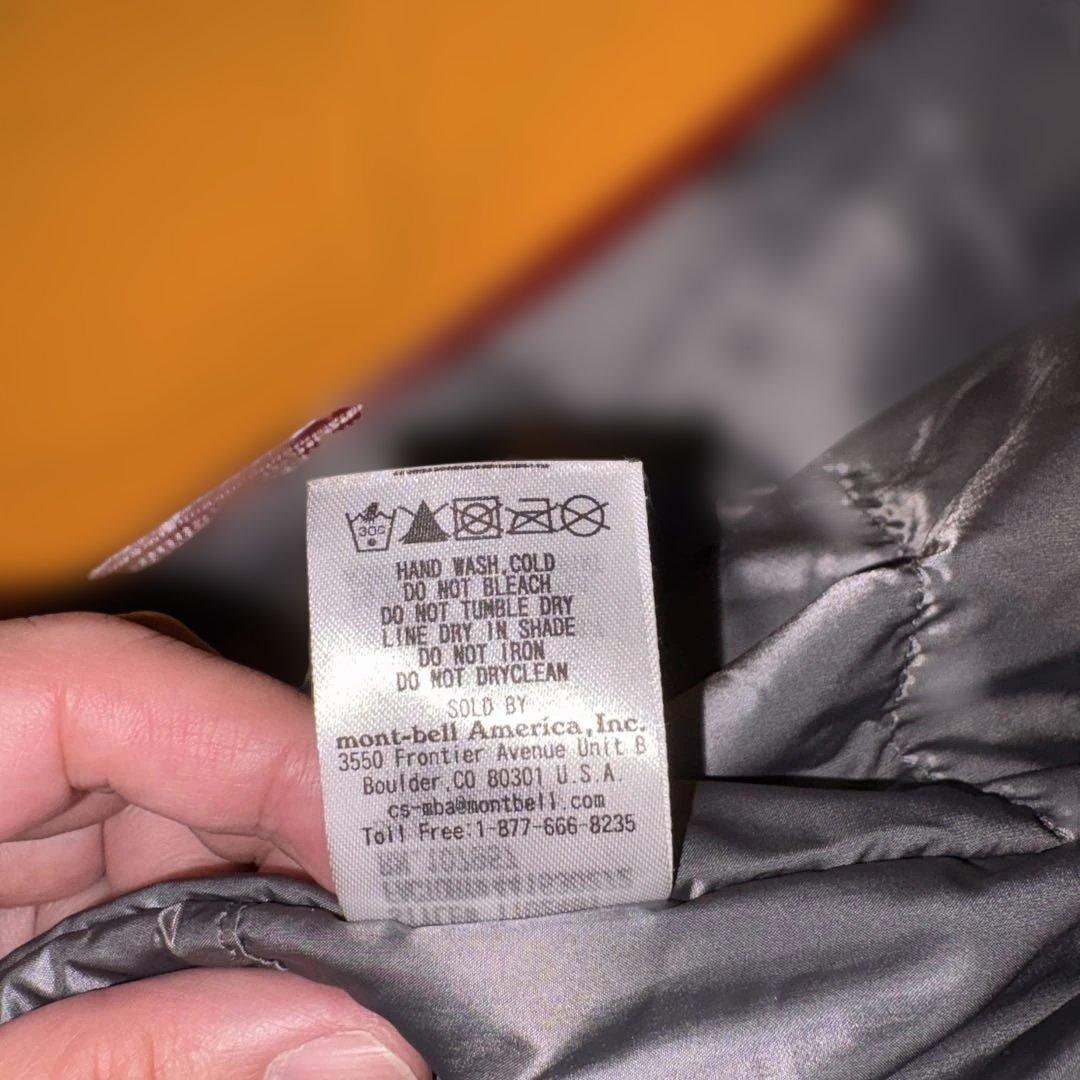 30C
HAND WASH,COLD
DO NOT BLEACH
DO NOT TUMBLE DRY
LINE DRY IN SHADE
DO NOT IRON
DO NOT DRYCLEAN
SOLD BY
mont-bell America,Inc.
3550 Frontier Avenue Unit B
Boulder,CO 80301 U.S.A.
cs-mba@montbell.com
Toll Free:1-877-666-8235